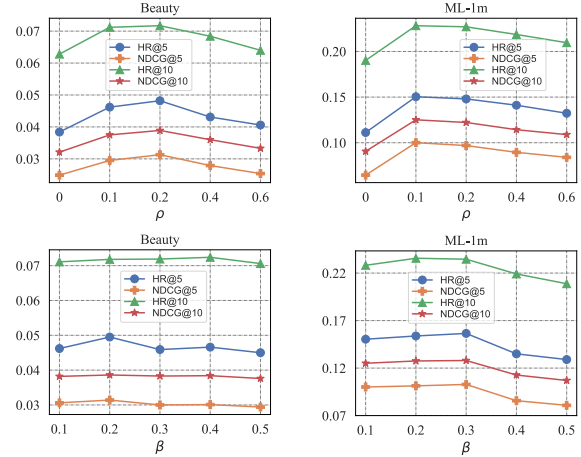 Beauty
0.07
0.06
0.05
0.04
0.03
HR@5
NDCG@5
HR@10
NDCG@10
0 0.1 0.2 0.4 0.6
ρ
ML-1m
0.20
0.15
0.10
HR@5
NDCG@5
HR@10
NDCG@10
0 0.1 0.2 0.4 0.6
ρ
Beauty
0.07
0.06
0.05
0.04
0.03
HR@5
NDCG@5
HR@10
NDCG@10
0.1 0.2 0.3 0.4 0.5
β
ML-1m
0.22
0.17
0.12
0.07
HR@5
NDCG@5
HR@10
NDCG@10
0.1 0.2 0.3 0.4 0.5
β